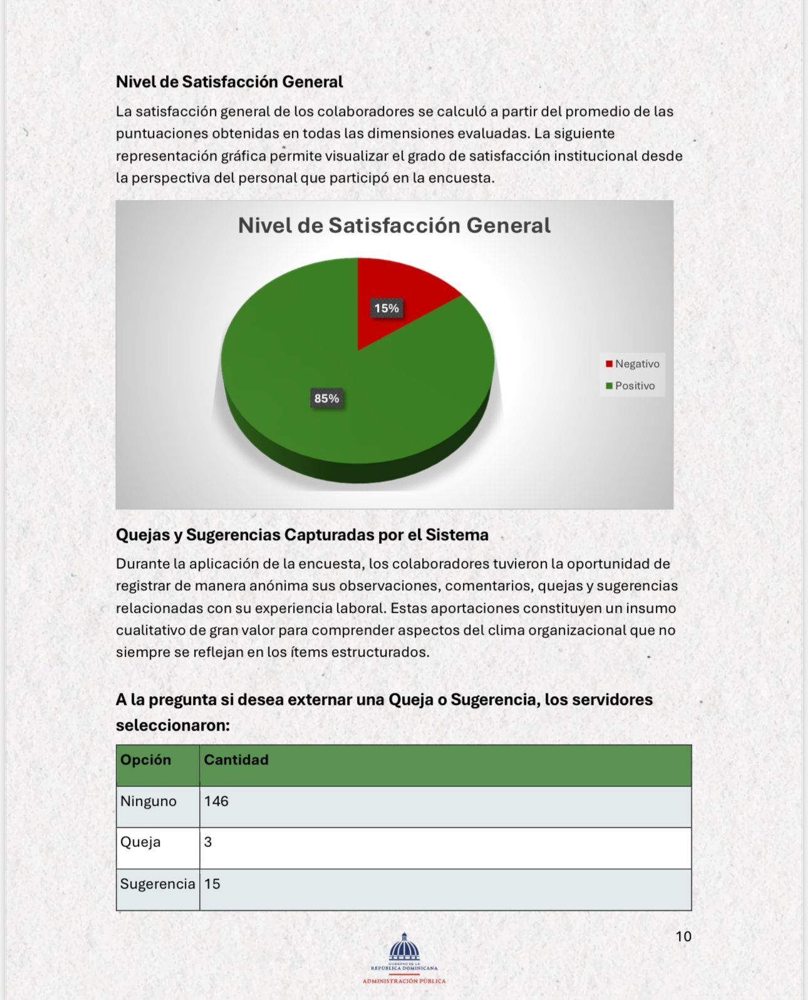 Nivel de Satisfacción General
La satisfacción general de los colaboradores se calculó a partir del promedio de las
puntuaciones obtenidas en todas las dimensiones evaluadas. La siguiente
representación gráfica permite visualizar el grado de satisfacción institucional desde
la perspectiva del personal que participó en la encuesta.
Nivel de Satisfacción General
15%
85%
Negativo
Positivo
Quejas y Sugerencias Capturadas por el Sistema
Durante la aplicación de la encuesta, los colaboradores tuvieron la oportunidad de
registrar de manera anónima sus observaciones, comentarios, quejas y sugerencias
relacionadas con su experiencia laboral. Estas aportaciones constituyen un insumo
cualitativo de gran valor para comprender aspectos del clima organizacional que no
siempre se reflejan en los ítems estructurados.
A la pregunta si desea externar una Queja o Sugerencia, los servidores
seleccionaron:
Opción Cantidad
Ninguno 146
Queja 3
Sugerencia 15
10
GOBIERNO DE LA
REPÚBLICA DOMINICANA
ADMINISTRACIÓN PÚBLICA